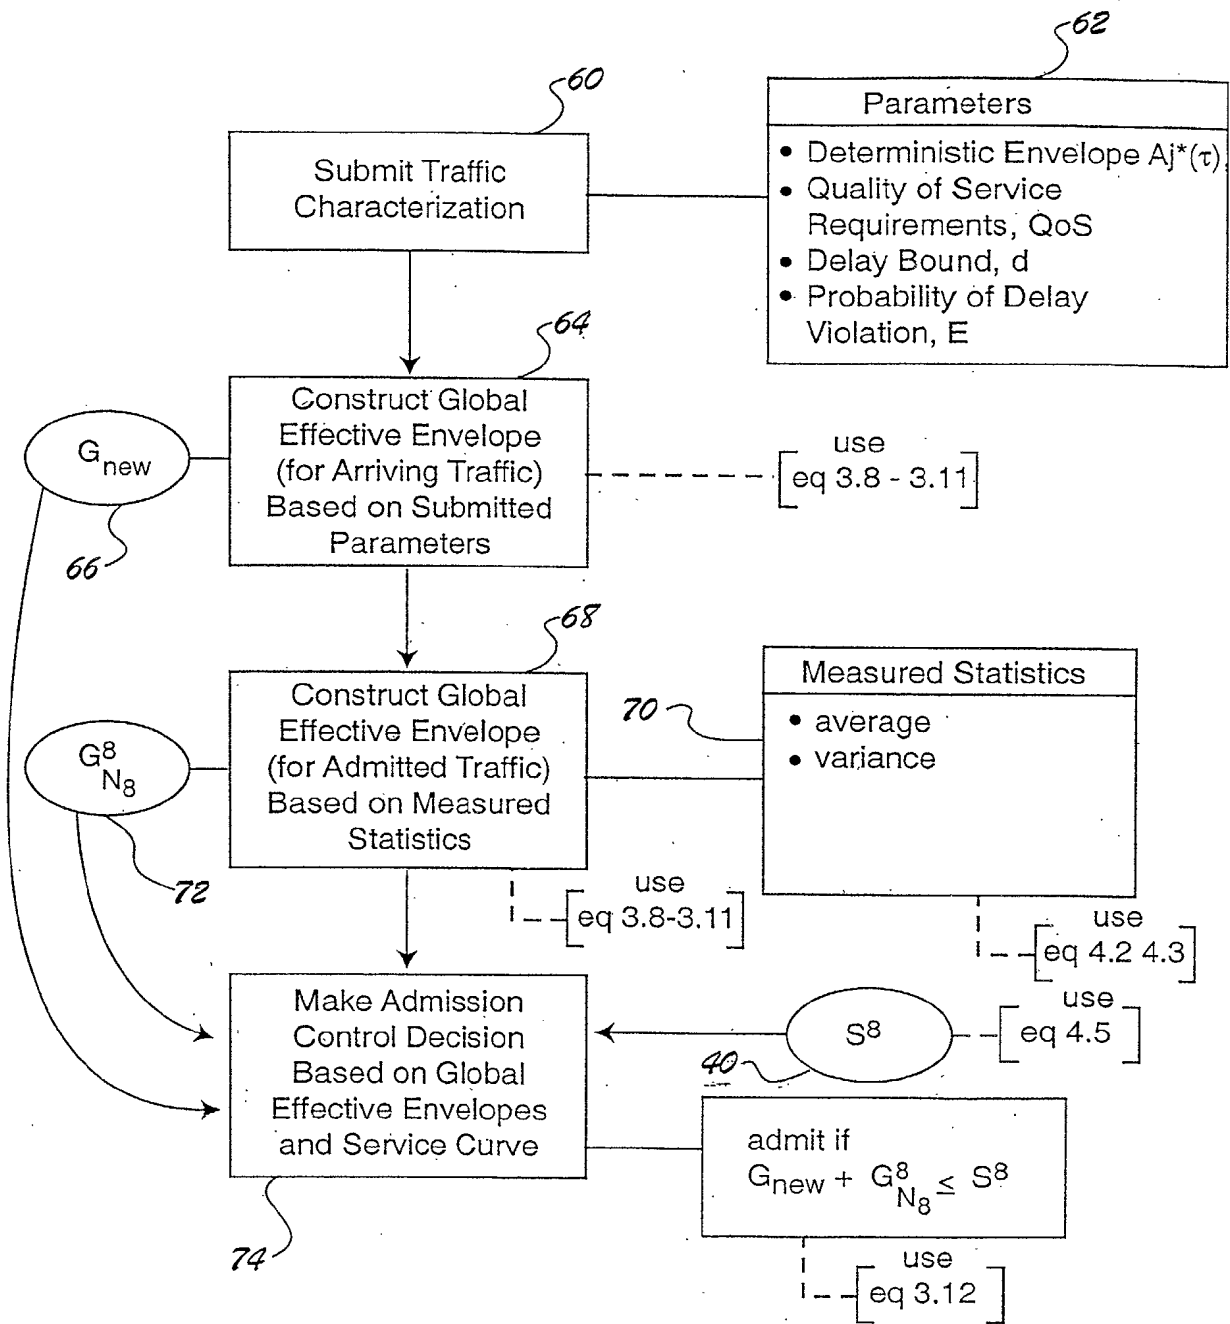 62
60
Parameters
Submit Traffic
Characterization
• Deterministic Envelope Aj*(τ),
• Quality of Service
Requirements, QoS
• Delay Bound, d
• Probability of Delay
Violation, E
64
Construct Global
Effective Envelope
(for Arriving Traffic)
Based on Submitted
Parameters
Gnew
66
use
[eq 3.8 - 3.11]
68
Construct Global
Effective Envelope
(for Admitted Traffic)
Based on Measured
Statistics
70
Measured Statistics
• average
• variance
G8N8
72
use
[eq 3.8-3.11]
use
[eq 4.2 4.3]
Make Admission
Control Decision
Based on Global
Effective Envelopes
and Service Curve
S8
use
[eq 4.5]
40
admit if
Gnew + G8N8 ≤ S8
74
use
[eq 3.12]